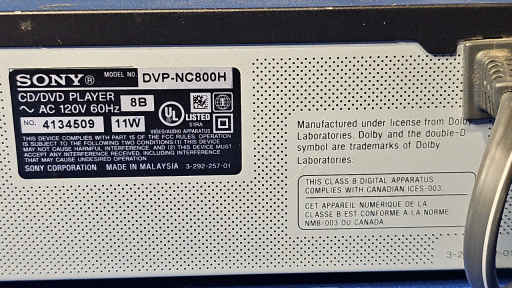 SONY® MODEL NO. DVP-NC800H
CD/DVD PLAYER
~ AC 120V 60Hz 8B
NO. 4134509 11W
UL LISTED
VIDEO/AUDIO APPARATUS
THIS DEVICE COMPLIES WITH PART 15 OF THE FCC RULES. OPERATION
IS SUBJECT TO THE FOLLOWING TWO CONDITIONS (1) THIS DEVICE
MAY NOT CAUSE HARMFUL INTERFERENCE, AND (2) THIS DEVICE MUST
ACCEPT ANY INTERFERENCE RECEIVED, INCLUDING INTERFERENCE
THAT MAY CAUSE UNDESIRED OPERATION
SONY CORPORATION MADE IN MALAYSIA 3-292-257-01
Manufactured under license from
Laboratories. Dolby and the double-D
symbol are trademarks of Dolby
Laboratories.
THIS CLASS B DIGITAL APPARATUS
COMPLIES WITH CANADIAN ICES-003.
CET APPAREIL NUMÉRIQUE DE LA
CLASSE B EST CONFORME À LA NORME
NMB-003 DU CANADA.